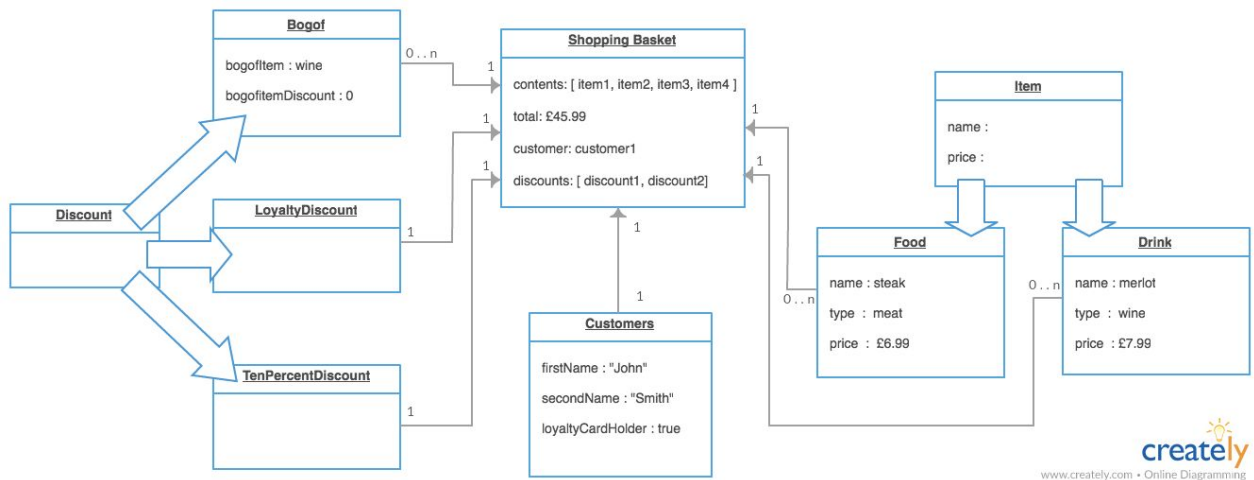 Bogof
bogofItem : wine
bogofitemDiscount : 0
0 . . n
1
Shopping Basket
contents: [ item1, item2, item3, item4 ]
total: £45.99
customer: customer1
discounts: [ discount1, discount2]
1
1
1
1
Item
name :
price :
Discount
LoyaltyDiscount
1
TenPercentDiscount
1
1
1
Customers
firstName : "John"
secondName : "Smith"
loyaltyCardHolder : true
Food
name : steak
type : meat
price : £6.99
0 . . n
Drink
name : merlot
type : wine
price : £7.99
0 . . n
creately
www.creately.com • Online Diagramming